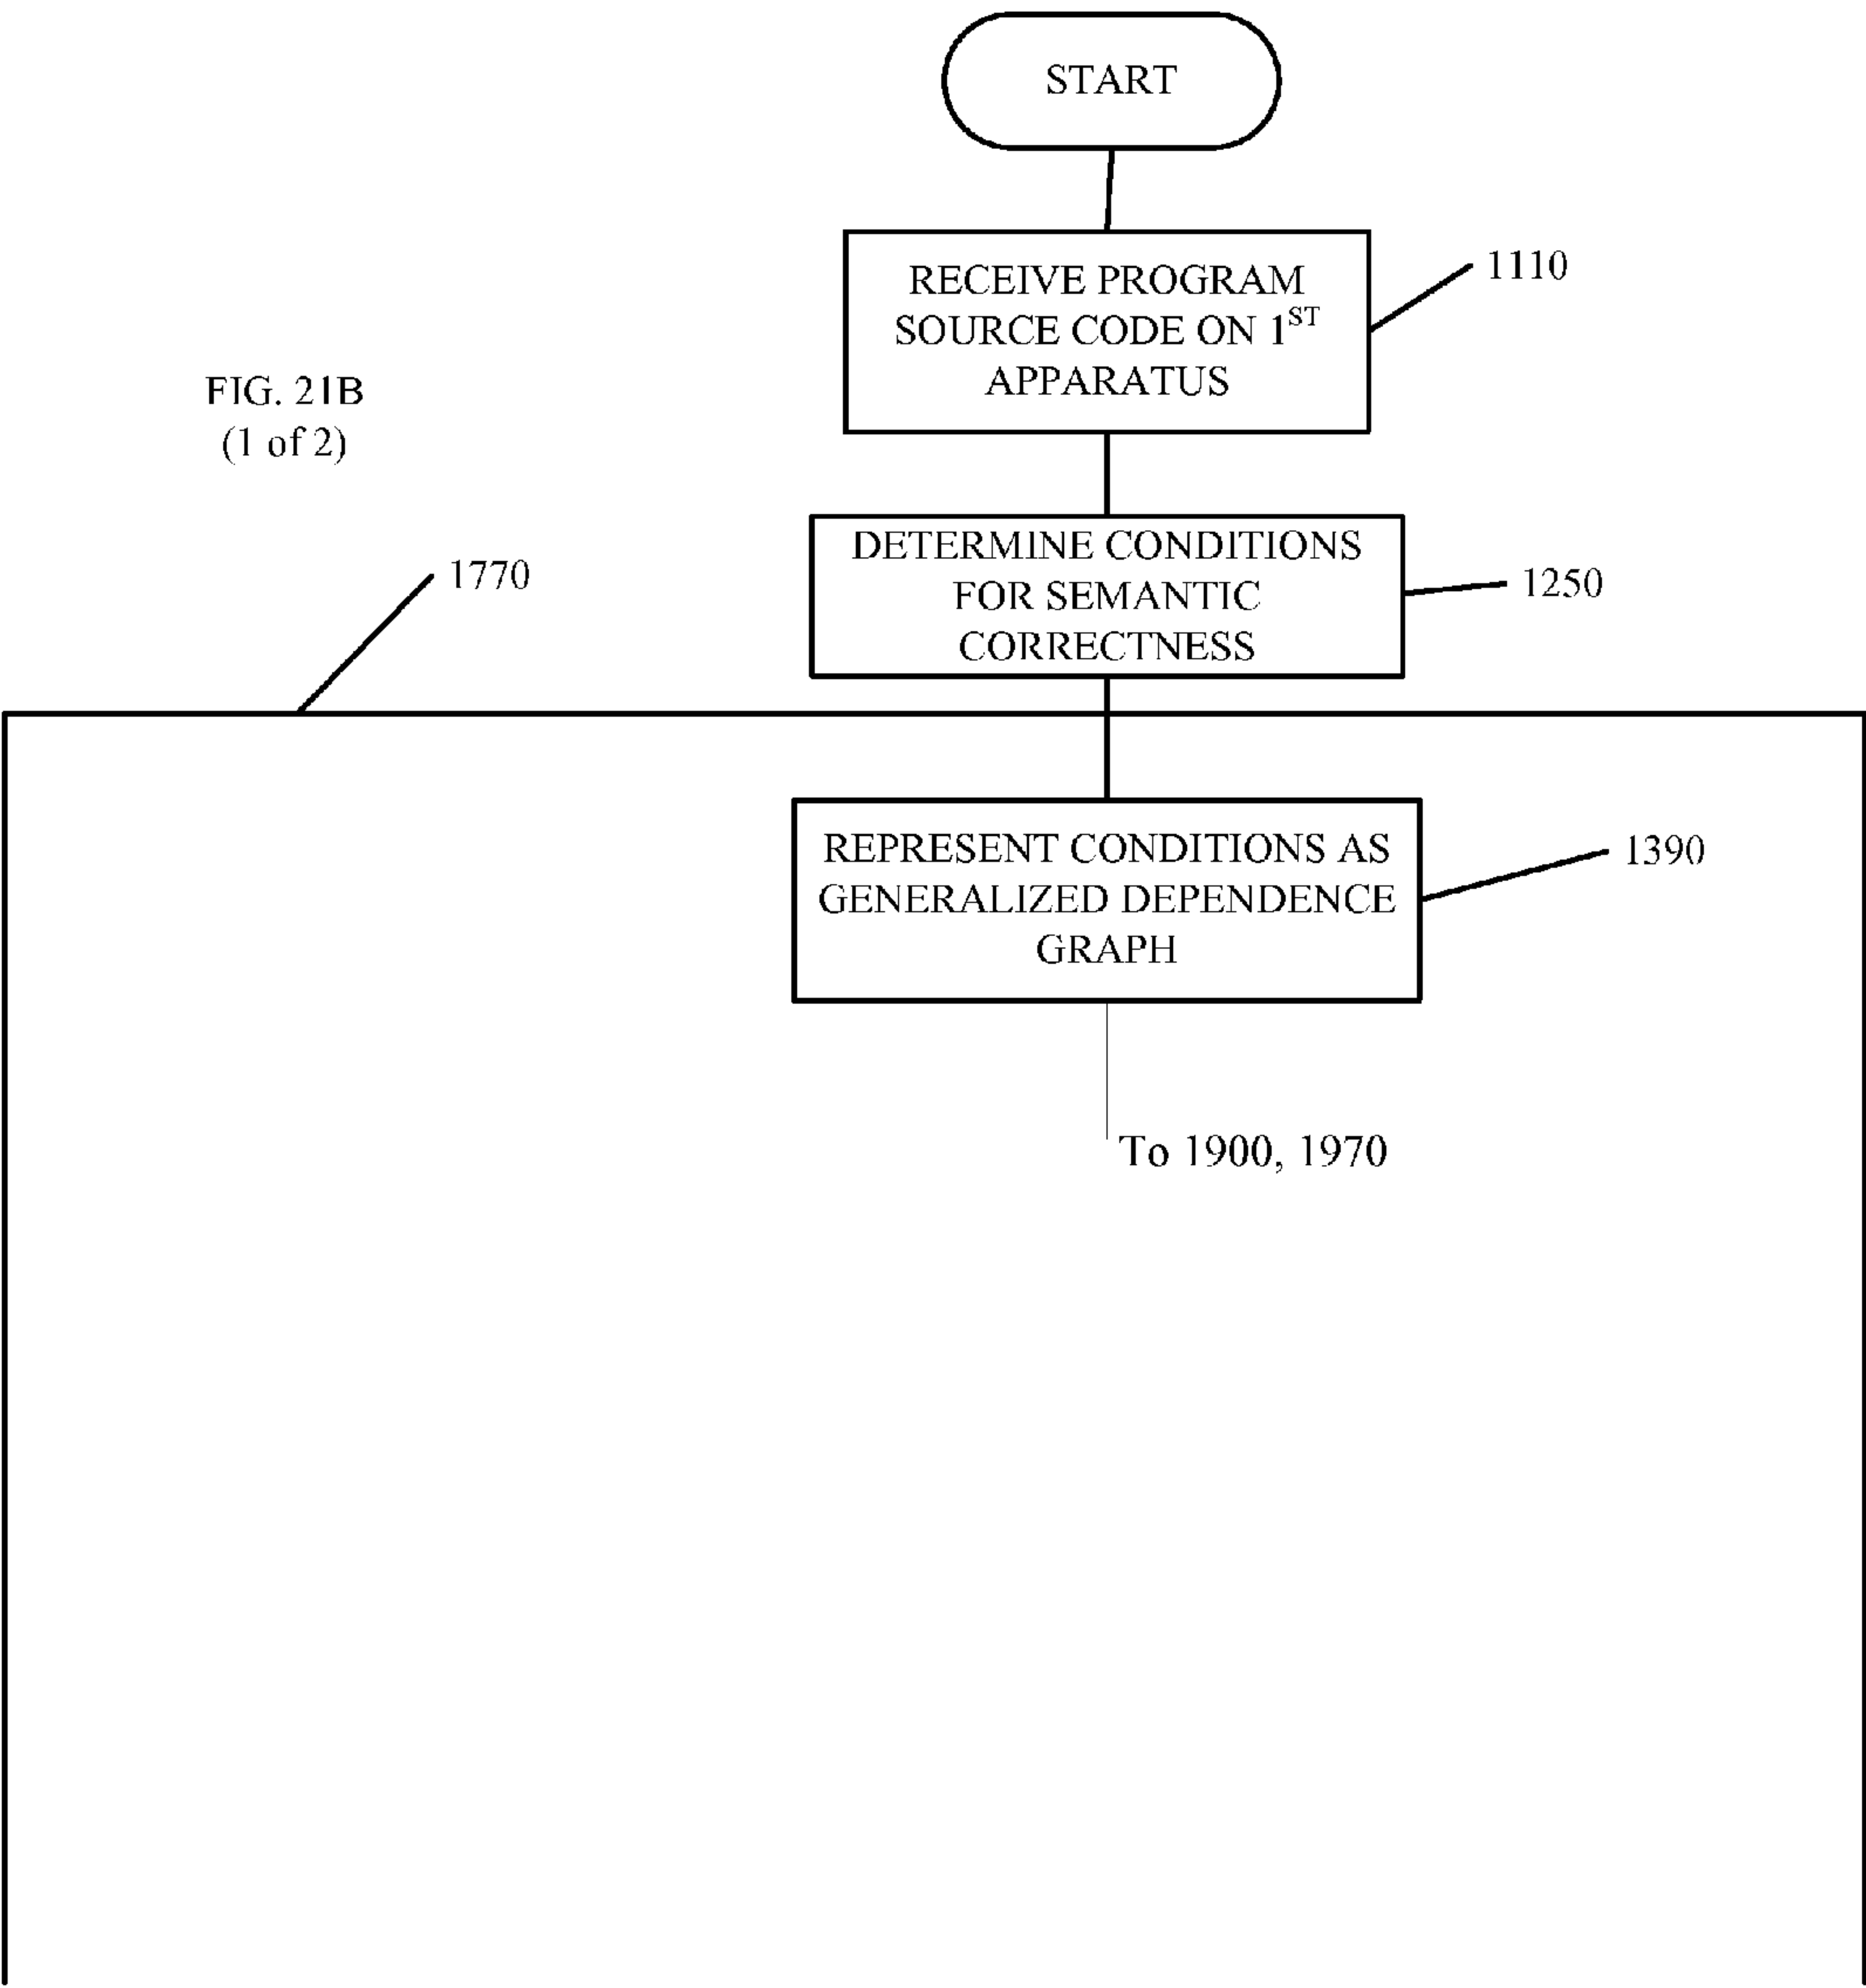 START
RECEIVE PROGRAM
SOURCE CODE ON 1ST
APPARATUS
1110
FIG. 21B
(1 of 2)
DETERMINE CONDITIONS
FOR SEMANTIC
CORRECTNESS
1250
1770
REPRESENT CONDITIONS AS
GENERALIZED DEPENDENCE
GRAPH
1390
To 1900, 1970